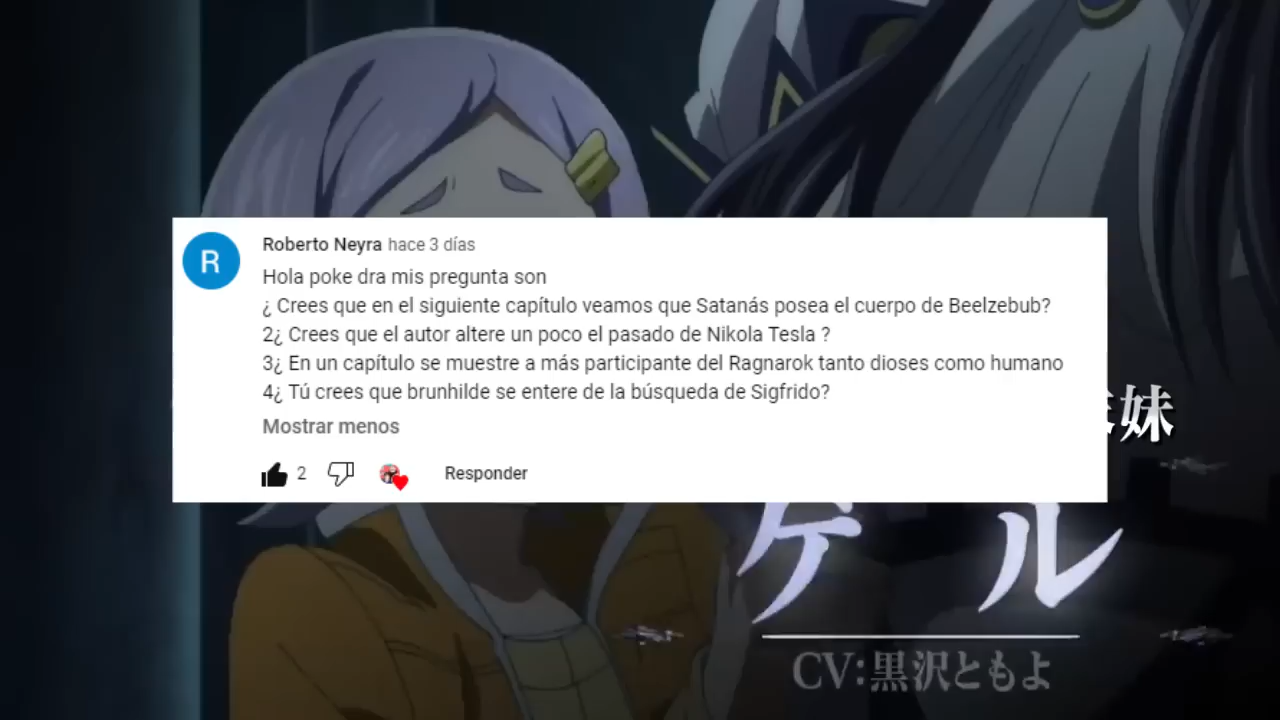 R
Roberto Neyra hace 3 días
Hola poke dra mis pregunta son
¿ Crees que en el siguiente capítulo veamos que Satanás posea el cuerpo de Beelzebub?
2¿ Crees que el autor altere un poco el pasado de Nikola Tesla ?
3¿ En un capítulo se muestre a más participante del Ragnarok tanto dioses como humano
4¿ Tú crees que brunhilde se entere de la búsqueda de Sigfrido?
Mostrar menos
2
Responder
妹
ゲル
CV:黒沢ともよ